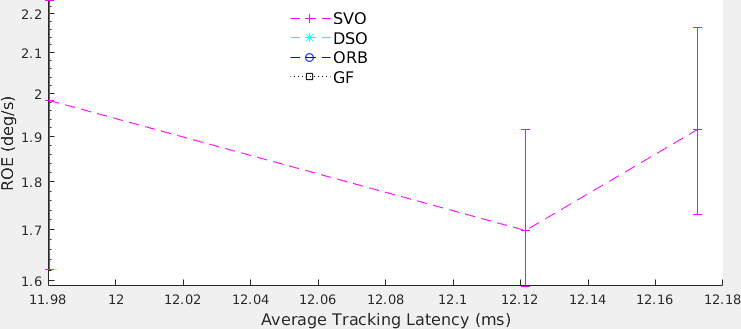 2.2
2.1
2
1.9
1.8
1.7
1.6
ROE (deg/s)
SVO
DSO
ORB
GF
11.98 12 12.02 12.04 12.06 12.08 12.1 12.12 12.14 12.16 12.18
Average Tracking Latency (ms)